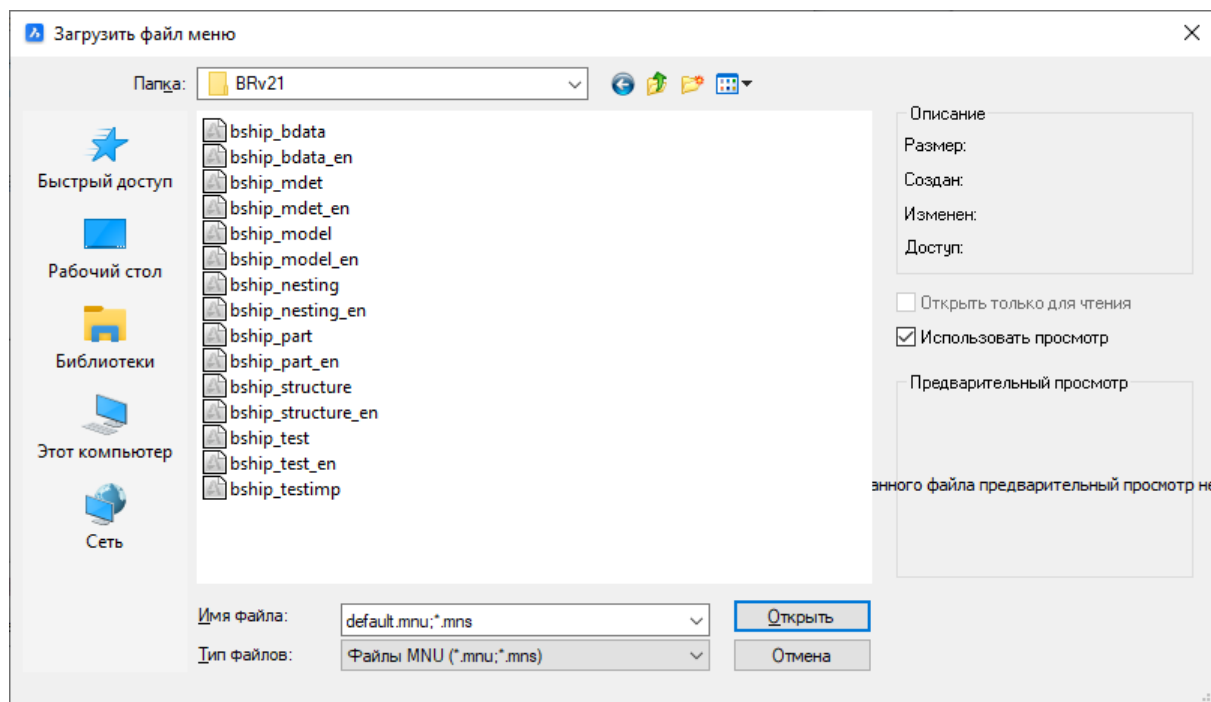 Загрузить файл меню
Папка: BRv21
Быстрый доступ
Рабочий стол
Библиотеки
Этот компьютер
Сеть
bship_bdata
bship_bdata_en
bship_mdet
bship_mdet_en
bship_model
bship_model_en
bship_nesting
bship_nesting_en
bship_part
bship_part_en
bship_structure
bship_structure_en
bship_test
bship_test_en
bship_testimp
Описание
Размер:
Создан:
Изменен:
Доступ:
Открыть только для чтения
Использовать просмотр
Предварительный просмотр
анного файла предварительный просмотр не
Имя файла: default.mnu;*.mns Открыть
Тип файлов: Файлы MNU (*.mnu;*.mns) Отмена